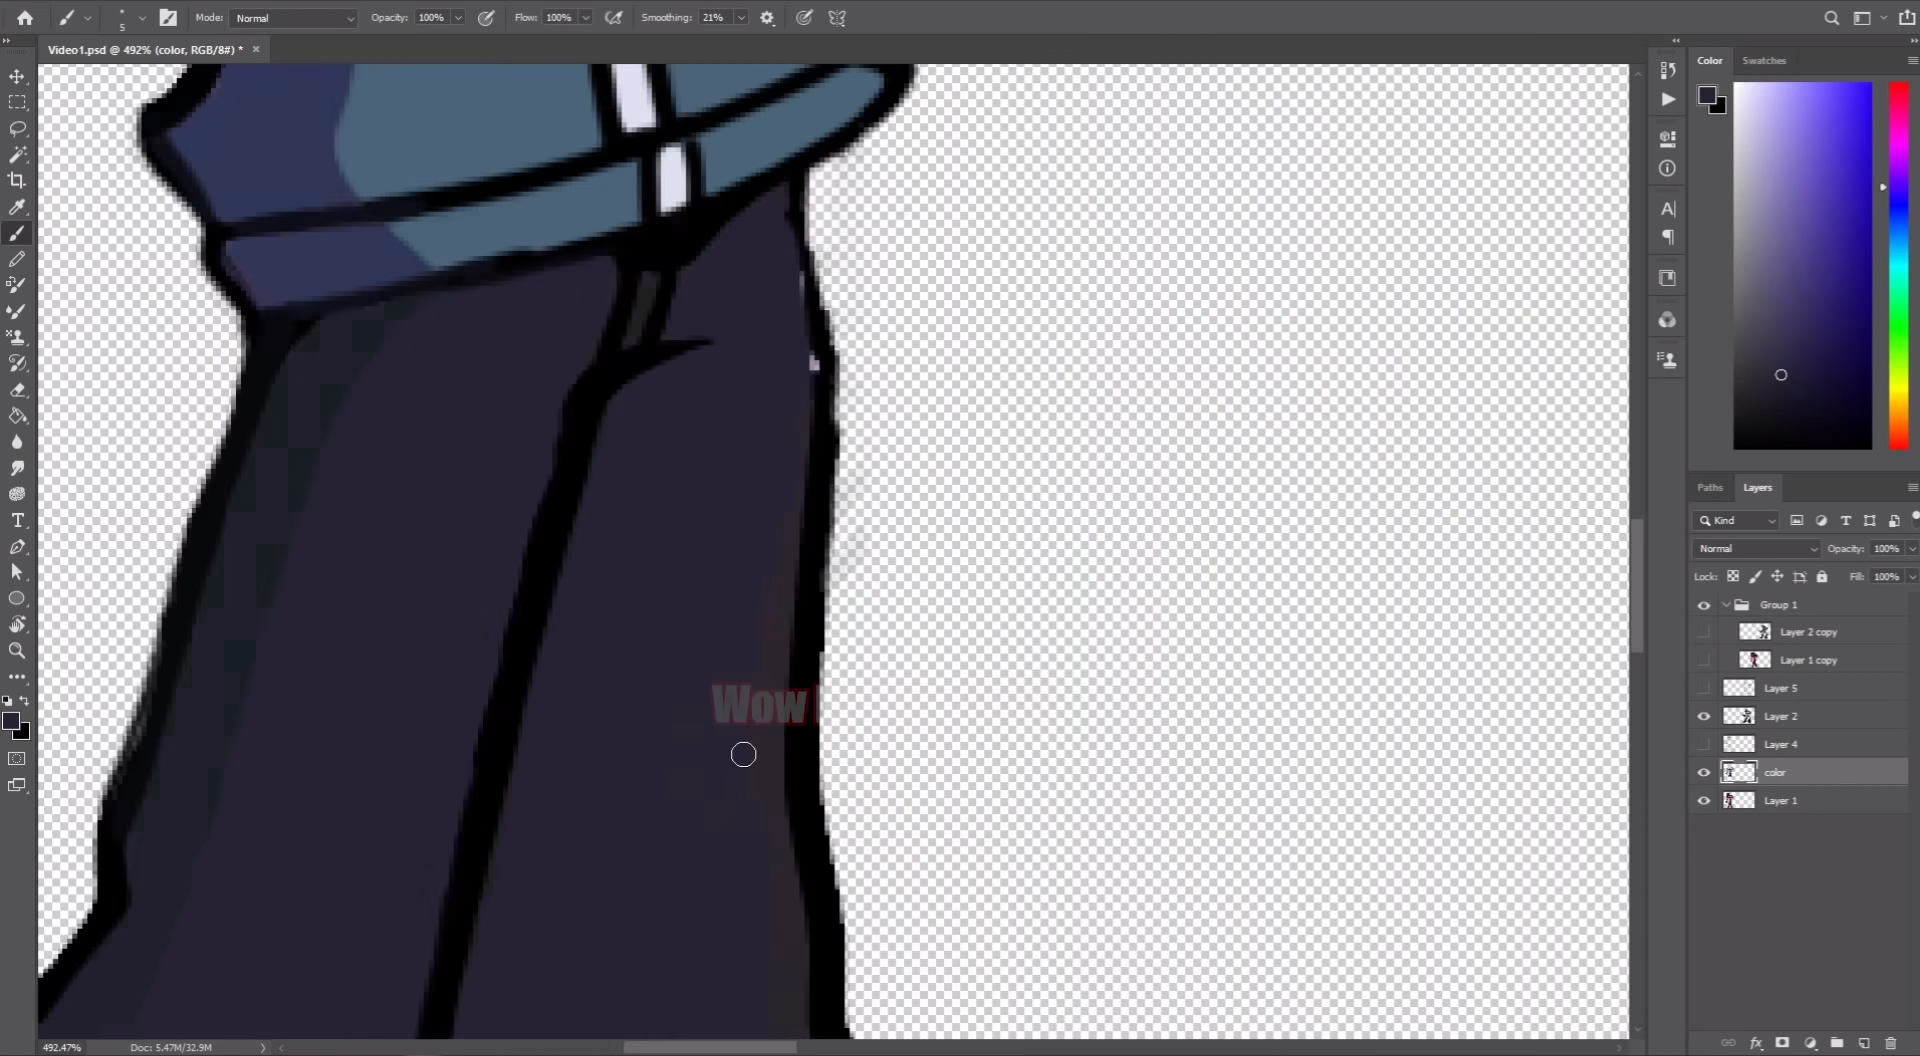 5 Mode: Normal Opacity: 100% Flow: 100% Smoothing: 21%
Video1.psd @ 492% (color, RGB/8#) *
Color Swatches
Wow
Paths Layers
Kind
Normal Opacity: 100%
Lock: Fill: 100%
Group 1
Layer 2 copy
Layer 1 copy
Layer 5
Layer 2
Layer 4
color
Layer 1
492.47% Doc: 5.47M/32.9M